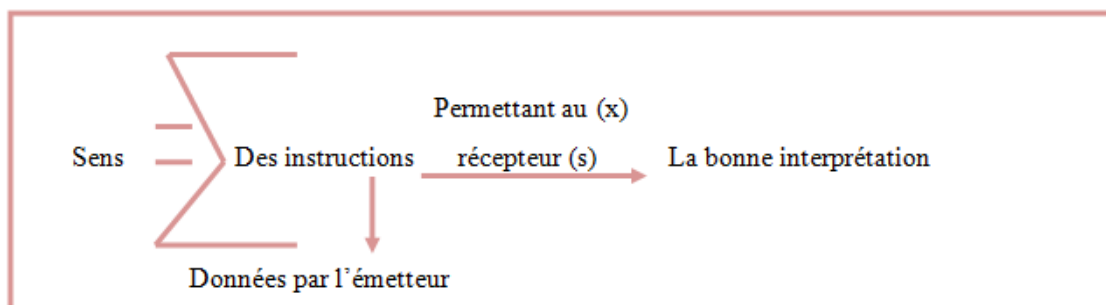 Permettant au (x)
Sens = Des instructions récepteur (s) La bonne interprétation
Données par l'émetteur